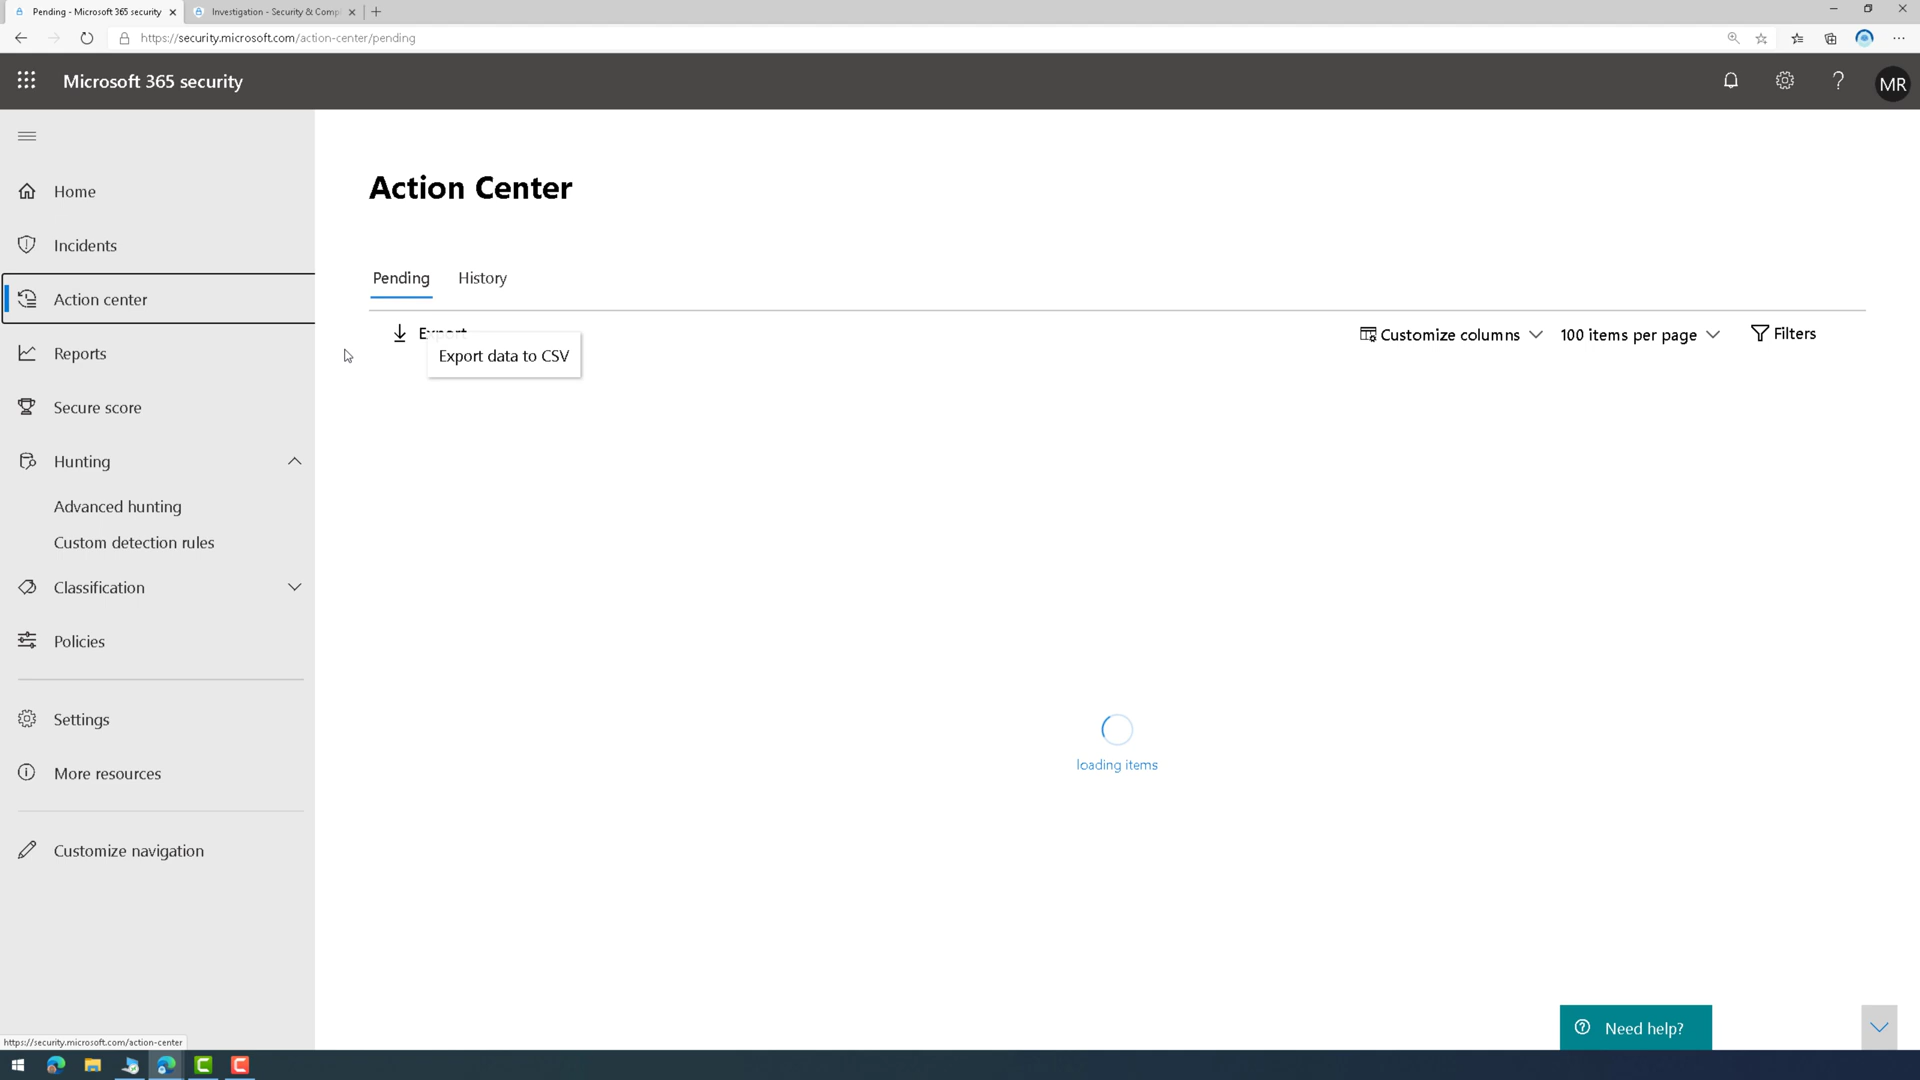 Pending - Microsoft 365 security
Investigation - Security & Compl
https://security.microsoft.com/action-center/pending
Microsoft 365 security
MR
Home
Incidents
Action center
Reports
Secure score
Hunting
Advanced hunting
Custom detection rules
Classification
Policies
Settings
More resources
Customize navigation
Action Center
Pending
History
Export
Customize columns
100 items per page
Filters
Export data to CSV
loading items
Need help?
https://security.microsoft.com/action-center